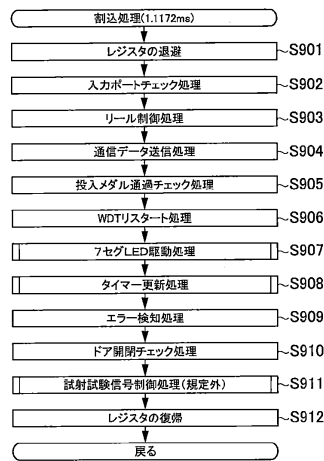 割込処理(1.1172ms)
レジスタの退避 S901
入力ポートチェック処理 S902
リール制御処理 S903
通信データ送信処理 S904
投入メダル通過チェック処理 S905
WDTリスタート処理 S906
7セグLED駆動処理 S907
タイマー更新処理 S908
エラー検知処理 S909
ドア開閉チェック処理 S910
試射試験信号制御処理(規定外) S911
レジスタの復帰 S912
戻る